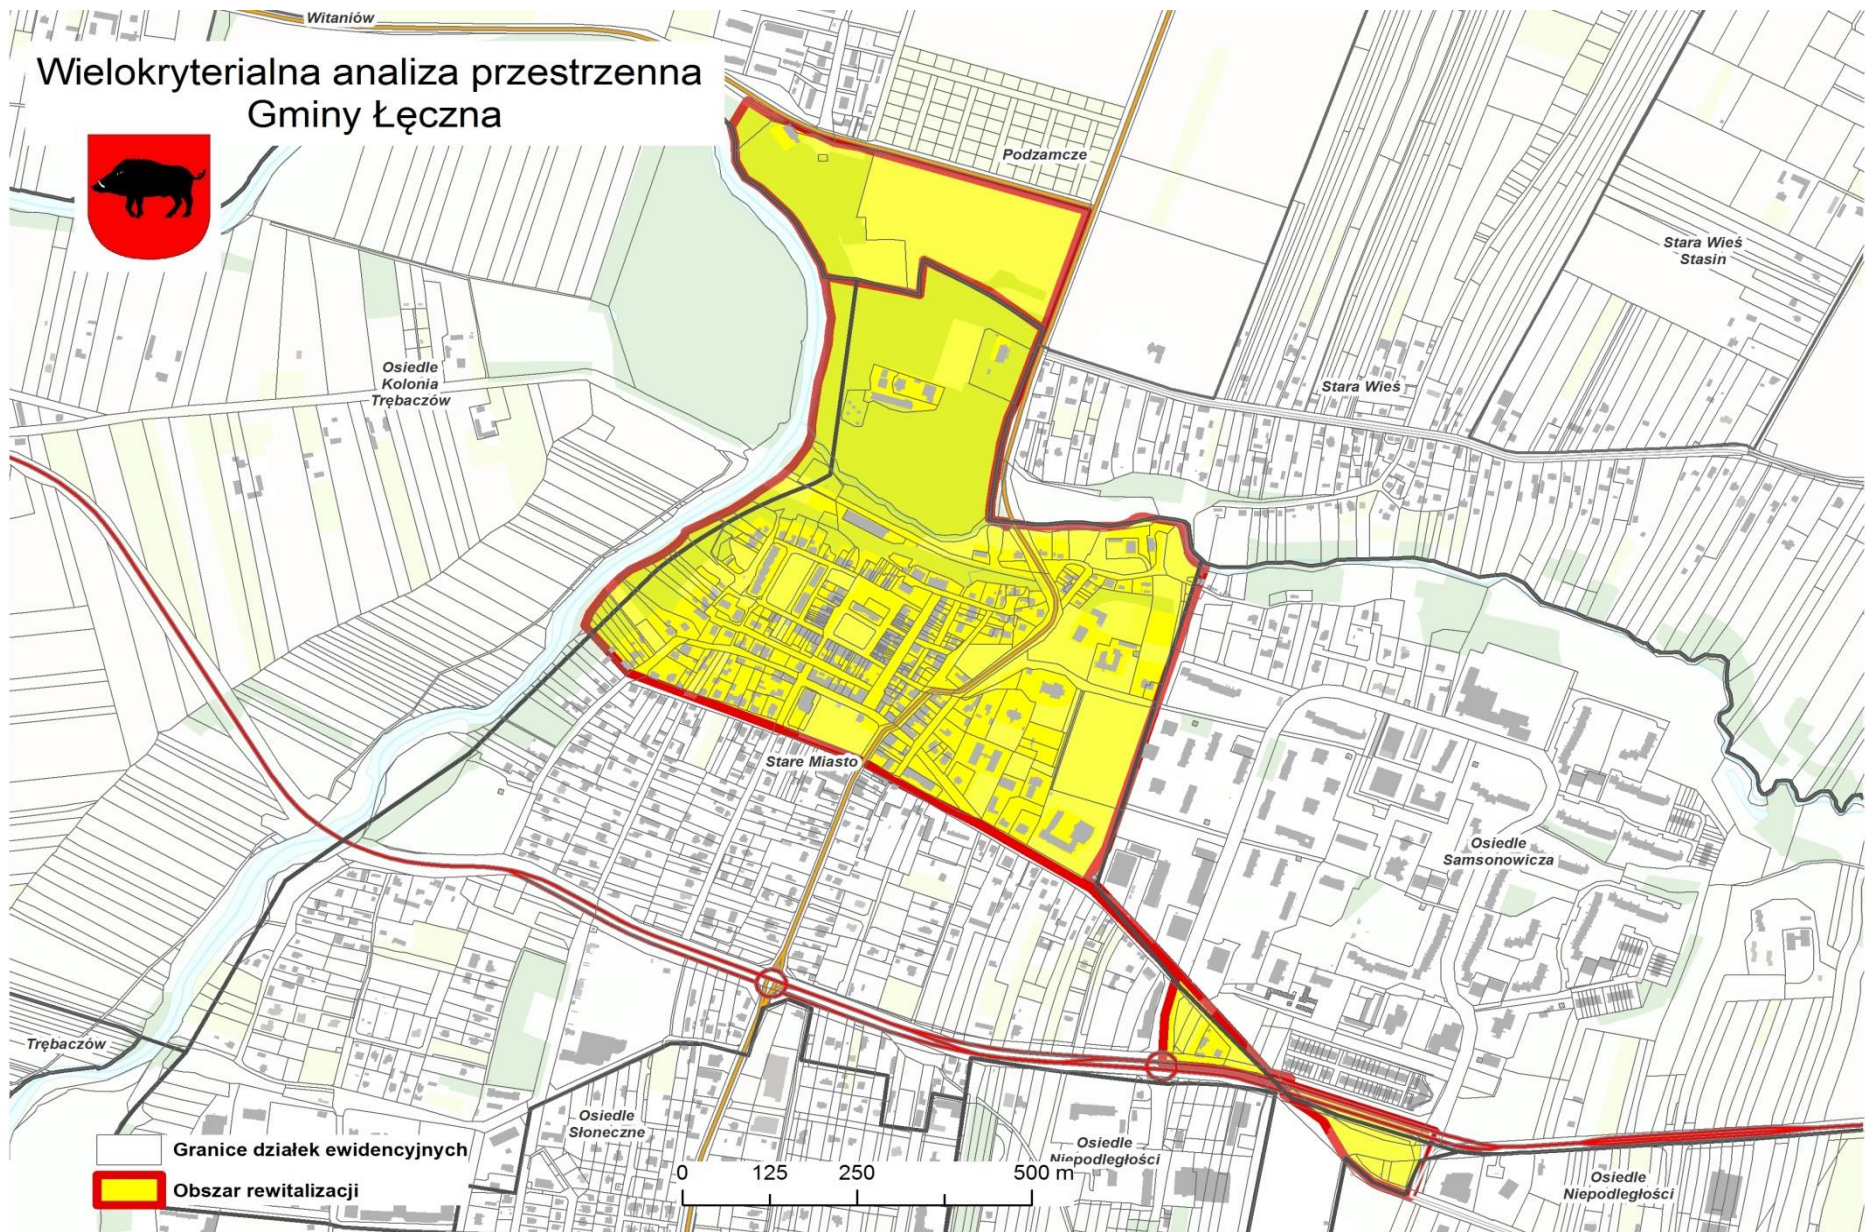 Witaniów
Wielokryterialna analiza przestrzenna
Gminy Łęczna
Podzamcze
Stara Wieś
Stasin
Osiedle
Kolonia
Trębaczów
Stara Wieś
Stare Miasto
Osiedle
Samsonowicza
Trębaczów
Osiedle
Słoneczne
Osiedle
Niepodległości
Osiedle
Niepodległości
Granice działek ewidencyjnych
Obszar rewitalizacji
0 125 250 500 m